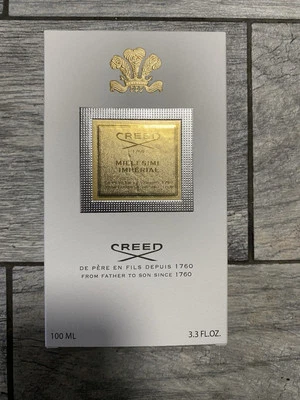 CREED
MILLESIME
IMPERIAL
CREED
DE PÈRE EN FILS DEPUIS 1760
FROM FATHER TO SON SINCE 1760
100 ML
3.3 FL.OZ.